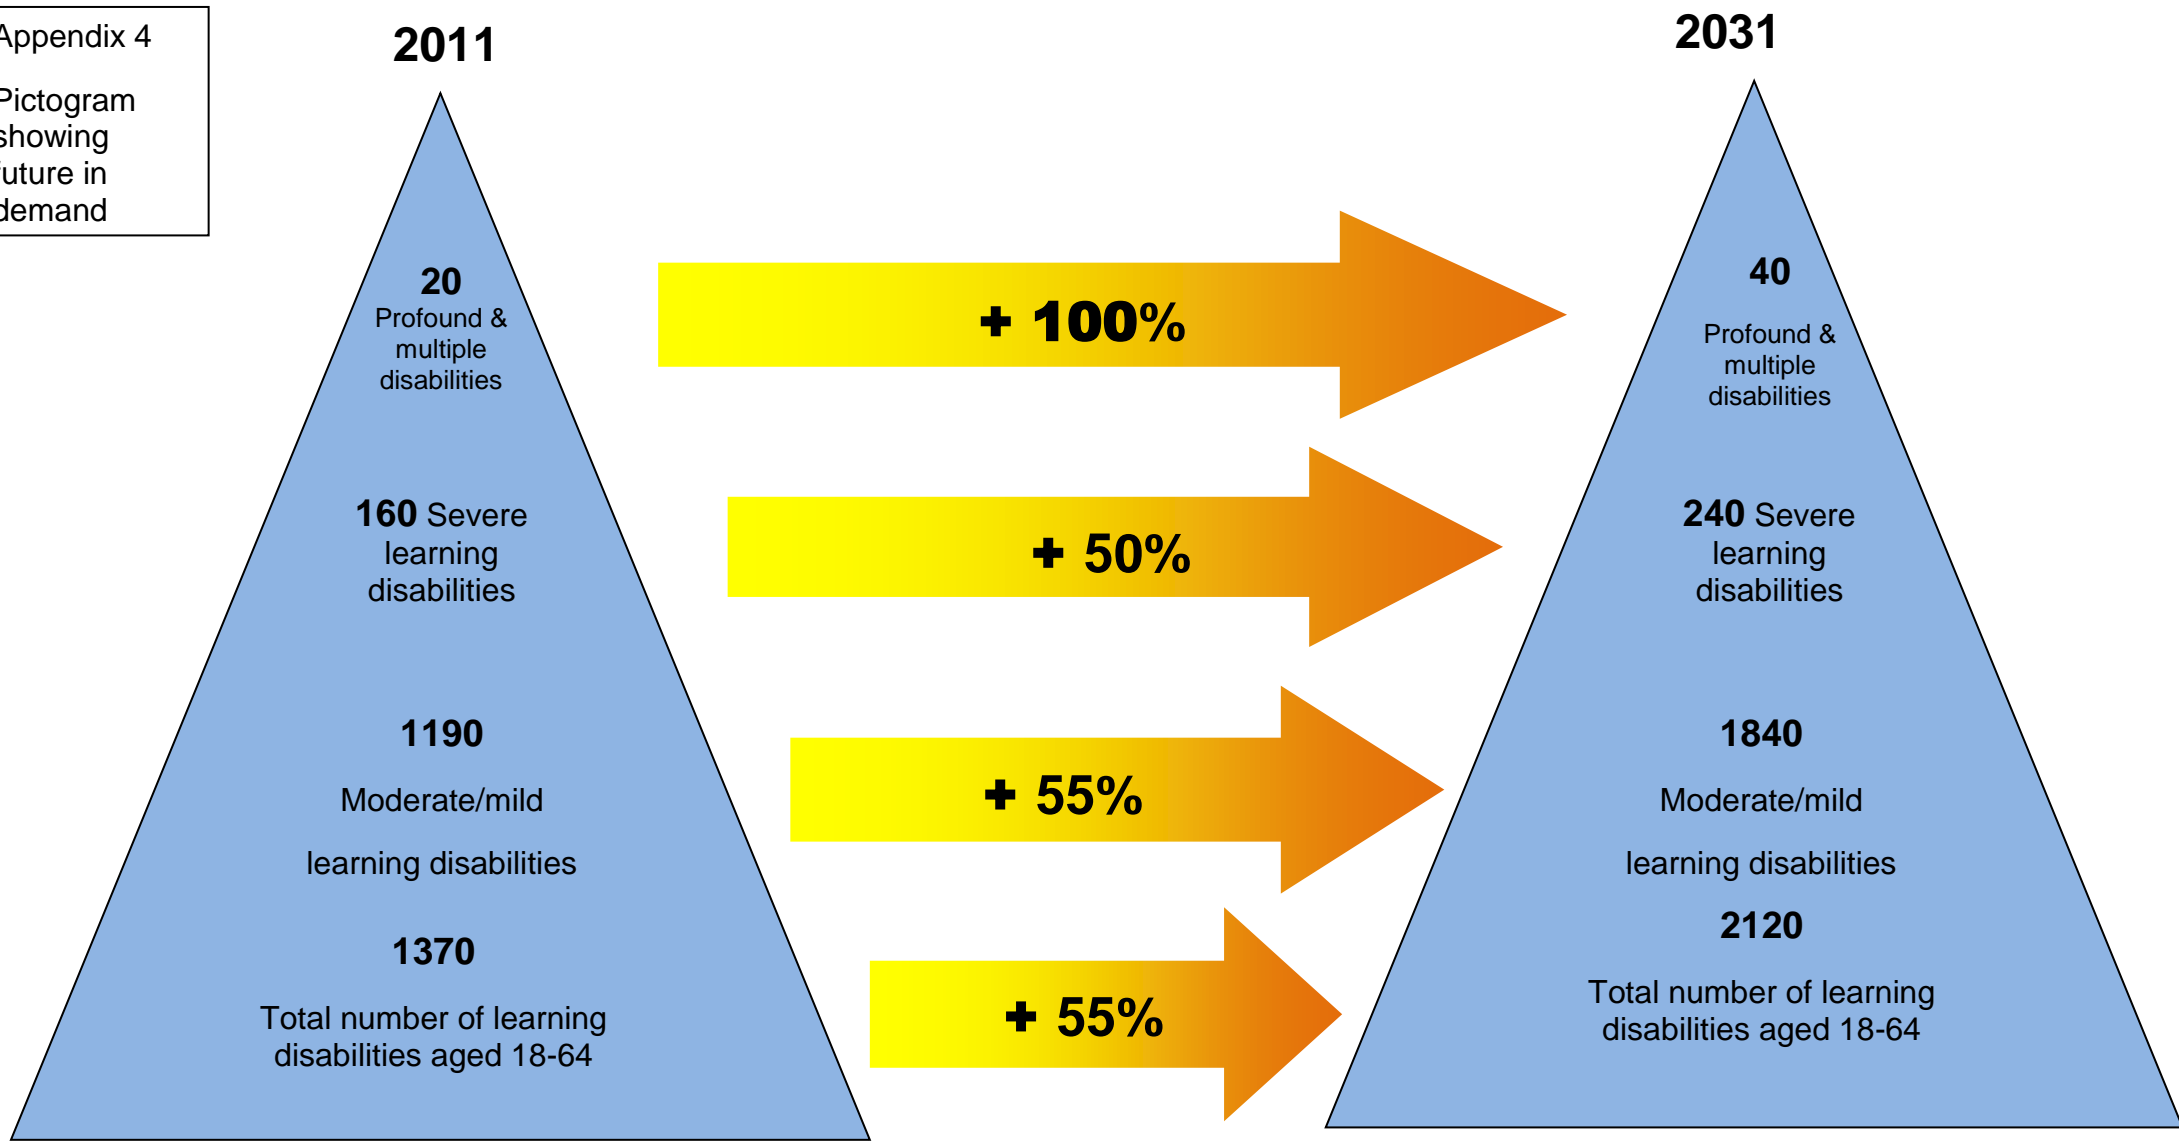 Appendix 4
Pictogram
showing
future in
demand
2011
20
Profound &
multiple
disabilities
160 Severe
learning
disabilities
1190
Moderate/mild
learning disabilities
1370
Total number of learning
disabilities aged 18-64
+ 100%
+ 50%
+ 55%
+ 55%
2031
40
Profound &
multiple
disabilities
240 Severe
learning
disabilities
1840
Moderate/mild
learning disabilities
2120
Total number of learning
disabilities aged 18-64